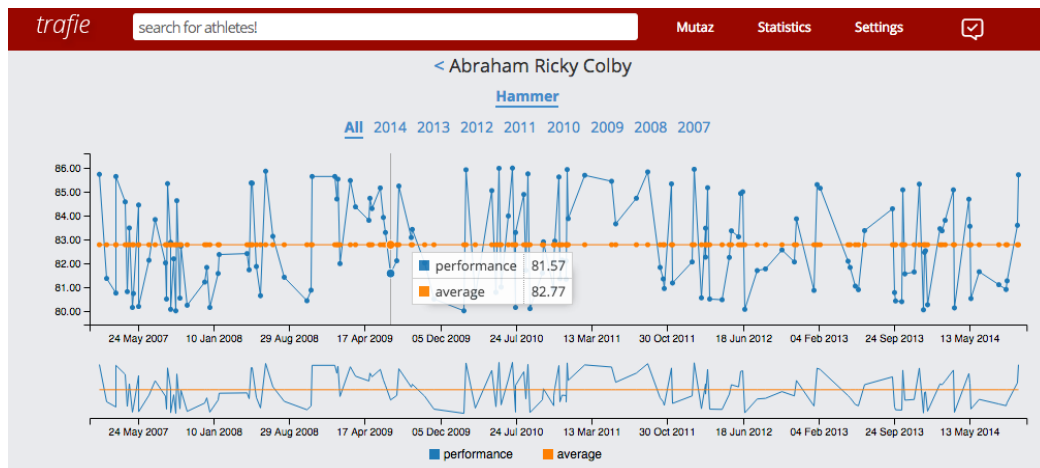 trafie search for athletes! Mutaz Statistics Settings
< Abraham Ricky Colby
Hammer
All 2014 2013 2012 2011 2010 2009 2008 2007
86.00
85.00
84.00
83.00
82.00
81.00
80.00
performance 81.57
average 82.77
24 May 2007 10 Jan 2008 29 Aug 2008 17 Apr 2009 05 Dec 2009 24 Jul 2010 13 Mar 2011 30 Oct 2011 18 Jun 2012 04 Feb 2013 24 Sep 2013 13 May 2014
24 May 2007 10 Jan 2008 29 Aug 2008 17 Apr 2009 05 Dec 2009 24 Jul 2010 13 Mar 2011 30 Oct 2011 18 Jun 2012 04 Feb 2013 24 Sep 2013 13 May 2014
performance average